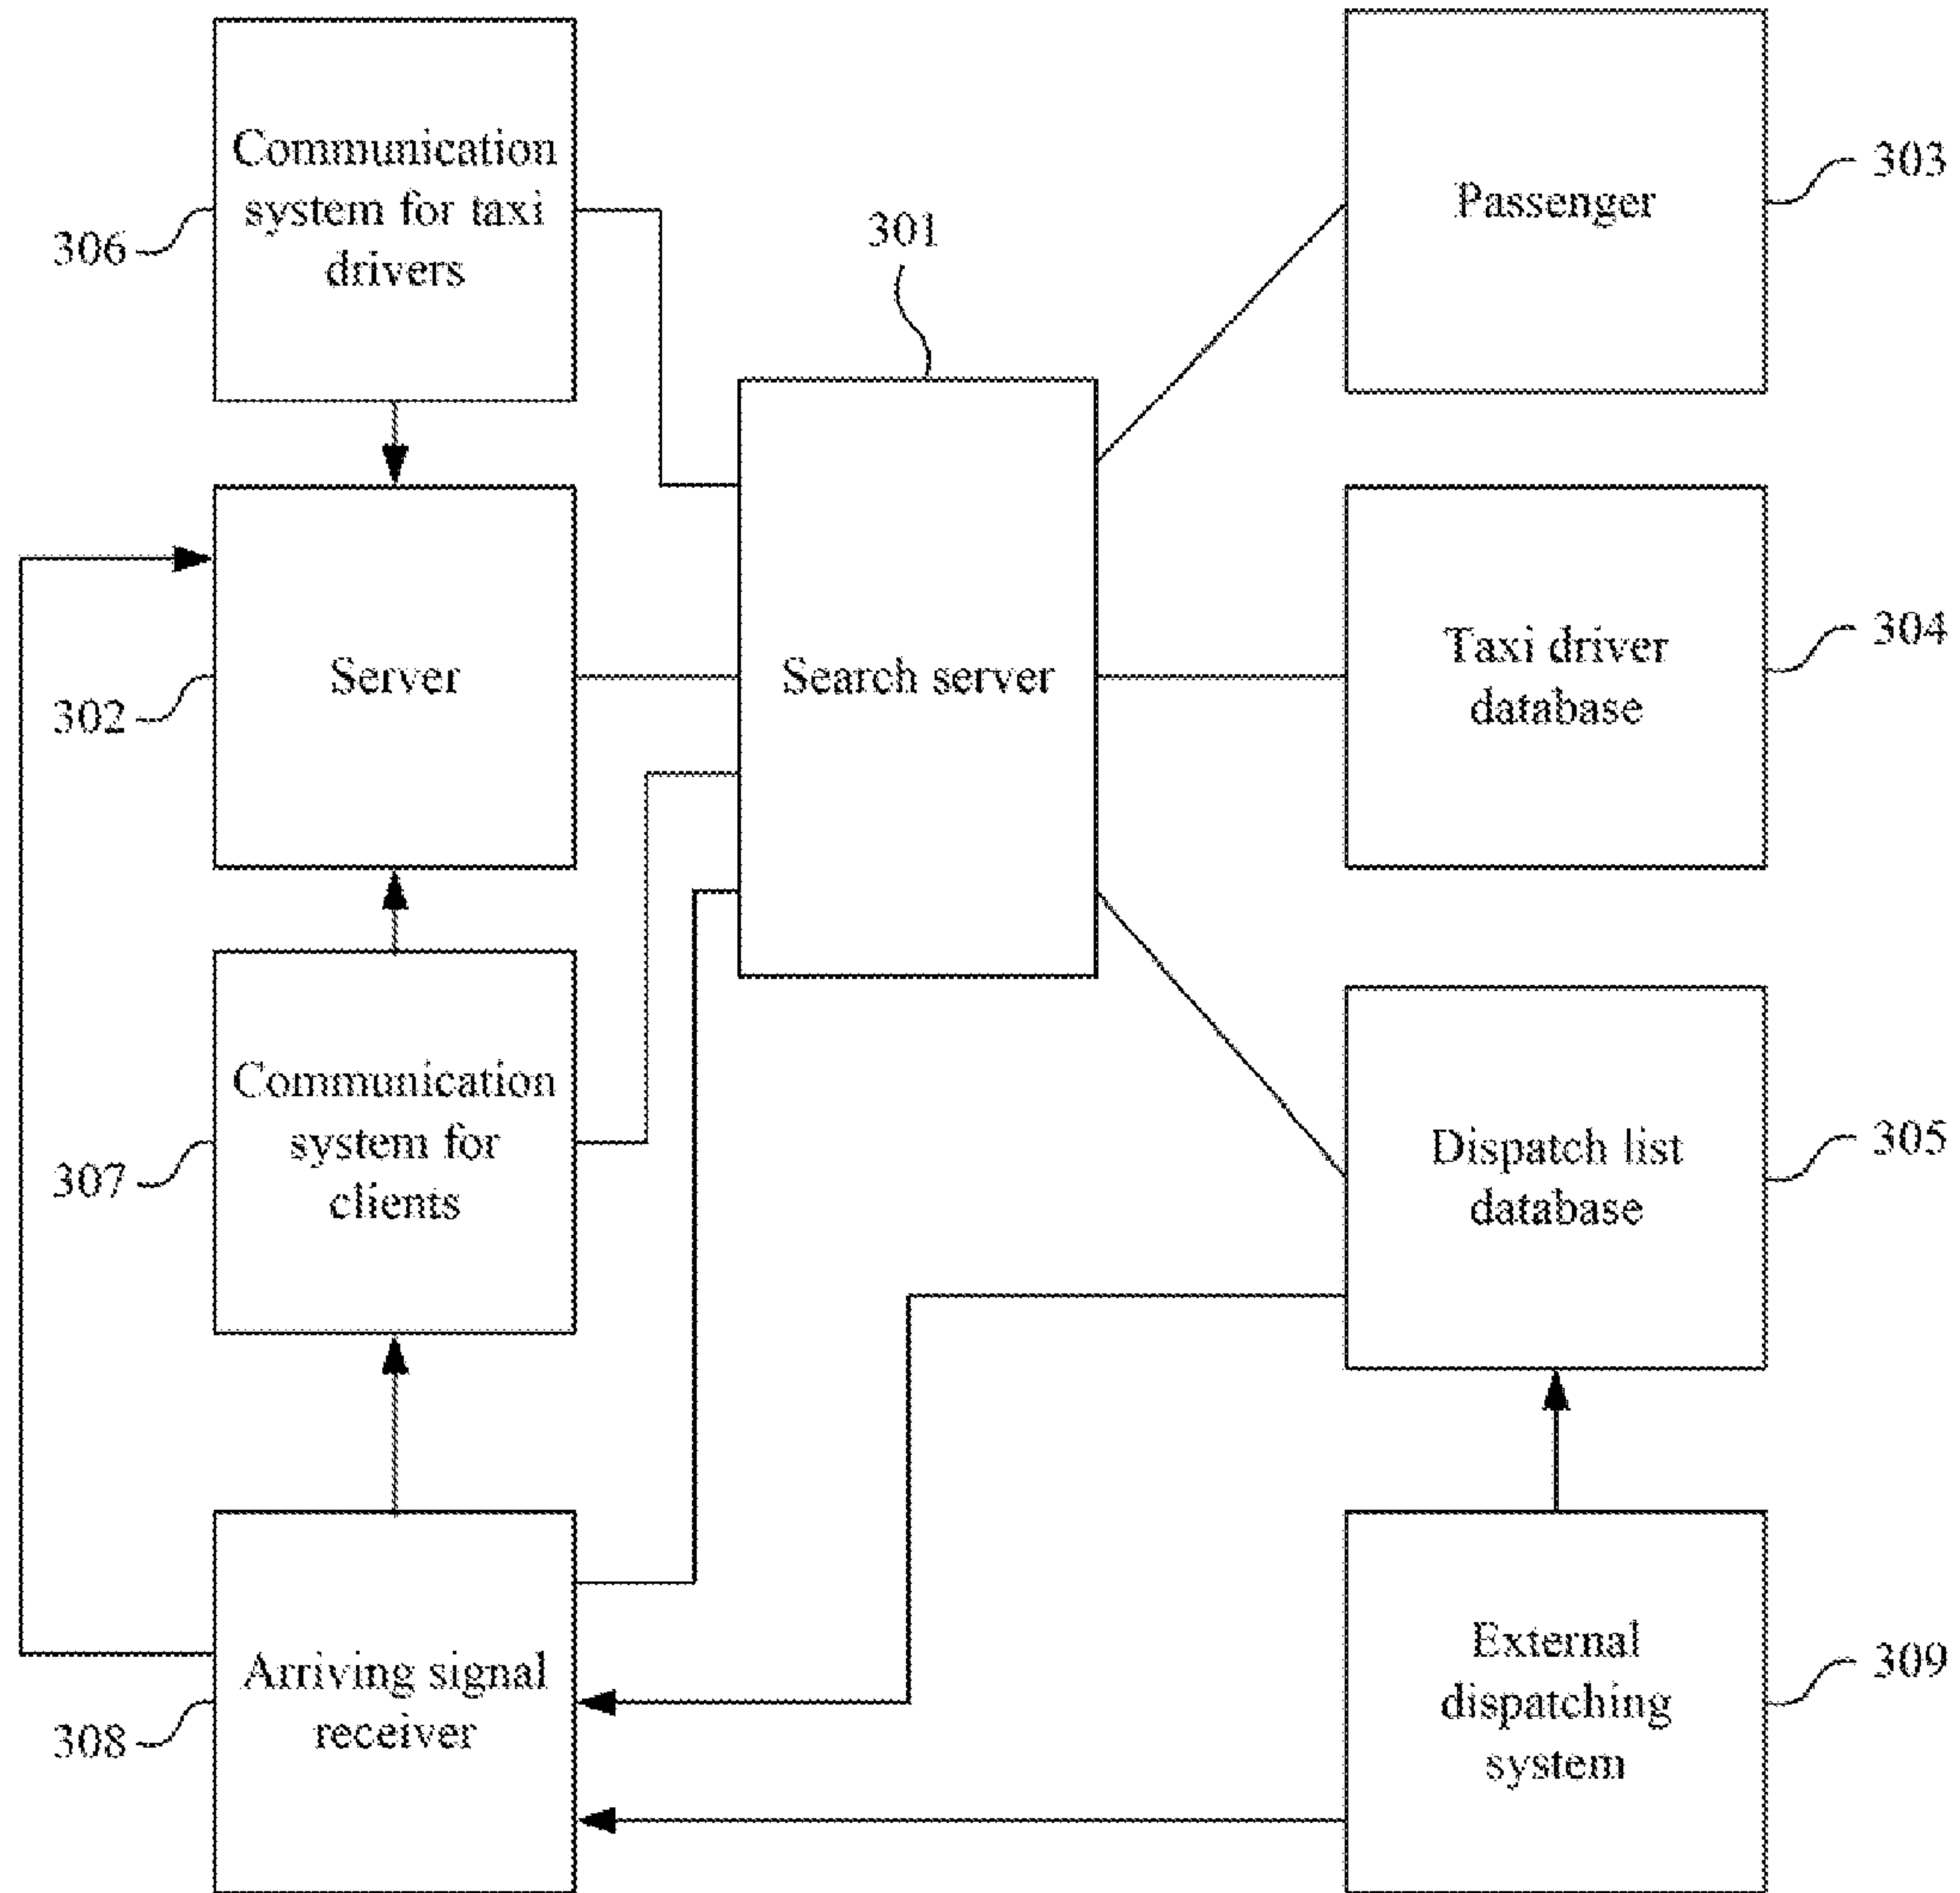 Communication
system for taxi
drivers
306
Passenger
303
301
Server
302
Search server
Taxi driver
database
304
Communication
system for
clients
307
Dispatch list
database
305
Arriving signal
receiver
308
External
dispatching
system
309